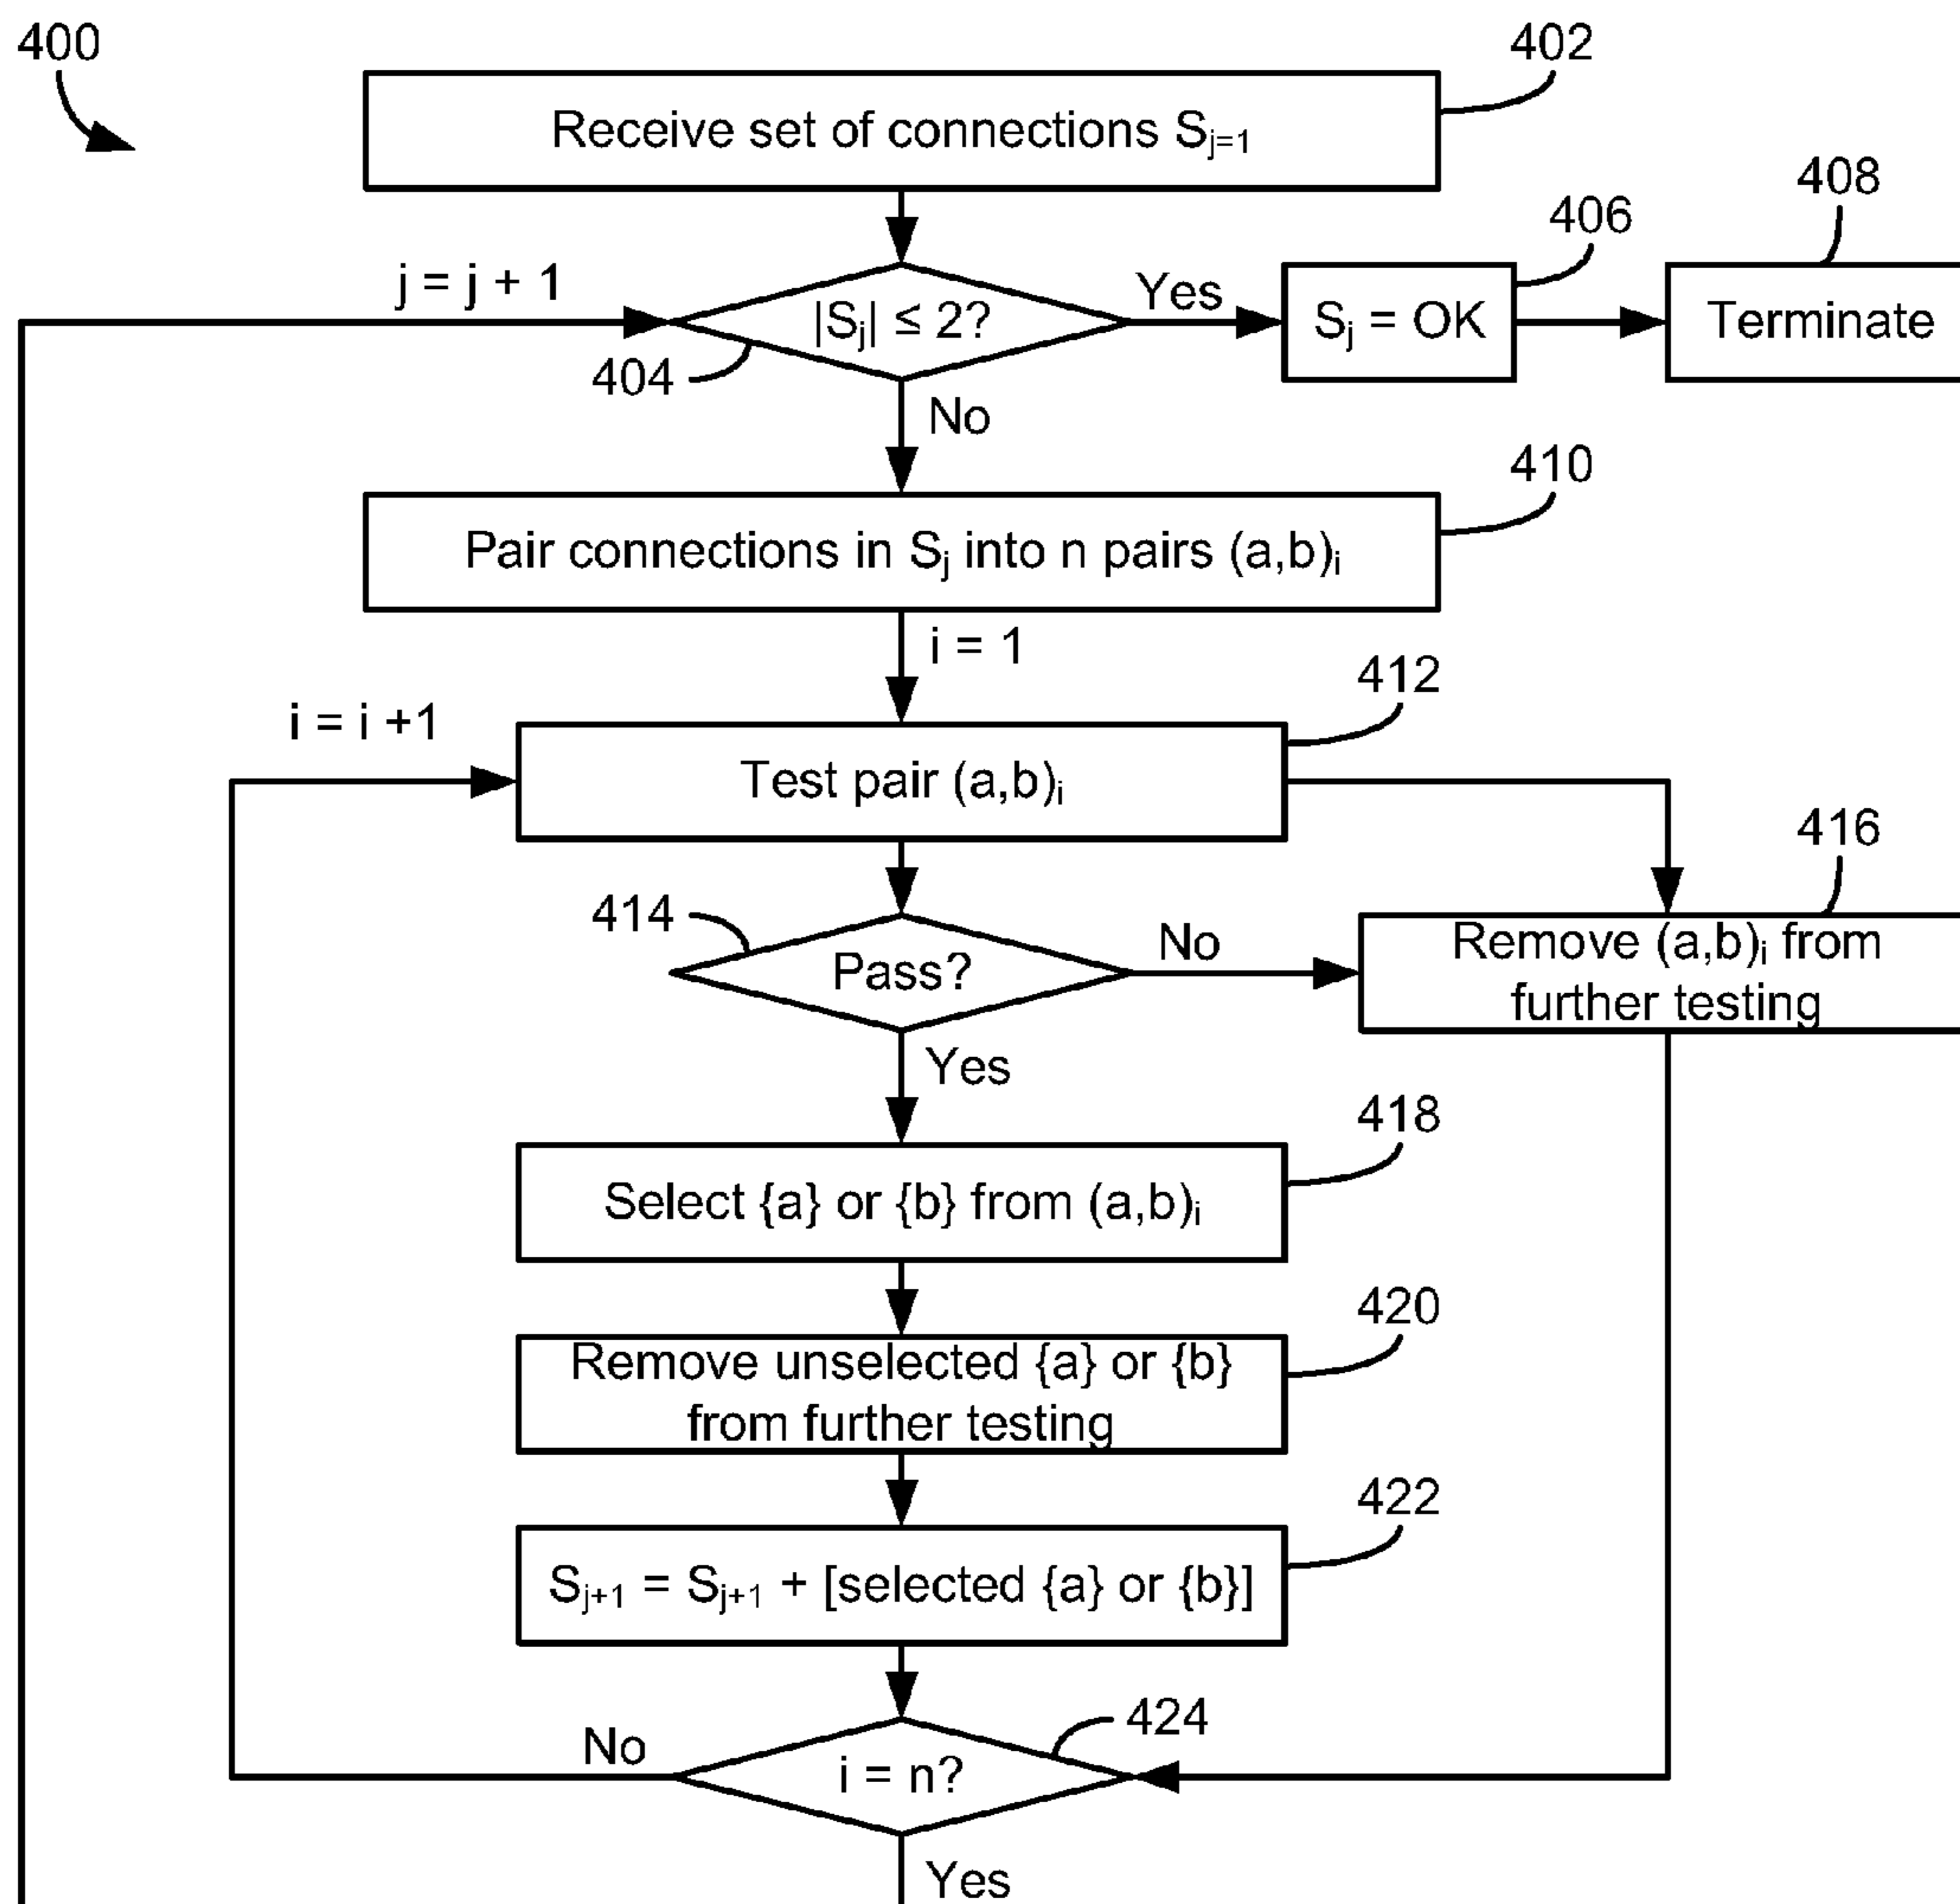 400
402
Receive set of connections Sj=1
408
406
j = j + 1
|Sj| ≤ 2?
Yes
Sj = OK
Terminate
404
No
410
Pair connections in Sj into n pairs (a,b)i
i = 1
412
i = i +1
Test pair (a,b)i
416
414
Pass?
No
Remove (a,b)i from
further testing
Yes
418
Select {a} or {b} from (a,b)i
420
Remove unselected {a} or {b}
from further testing
422
Sj+1 = Sj+1 + [selected {a} or {b}]
424
No
i = n?
Yes